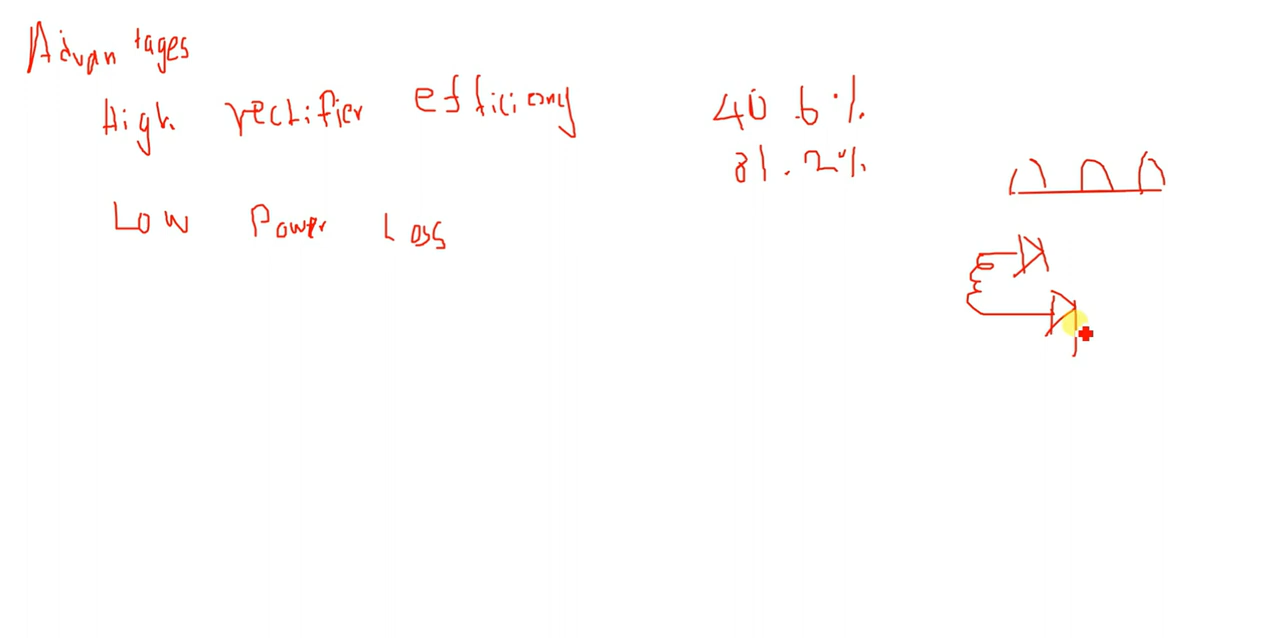 Advantages
High rectifier efficiency
40.6%
81.2%
Low Power Loss